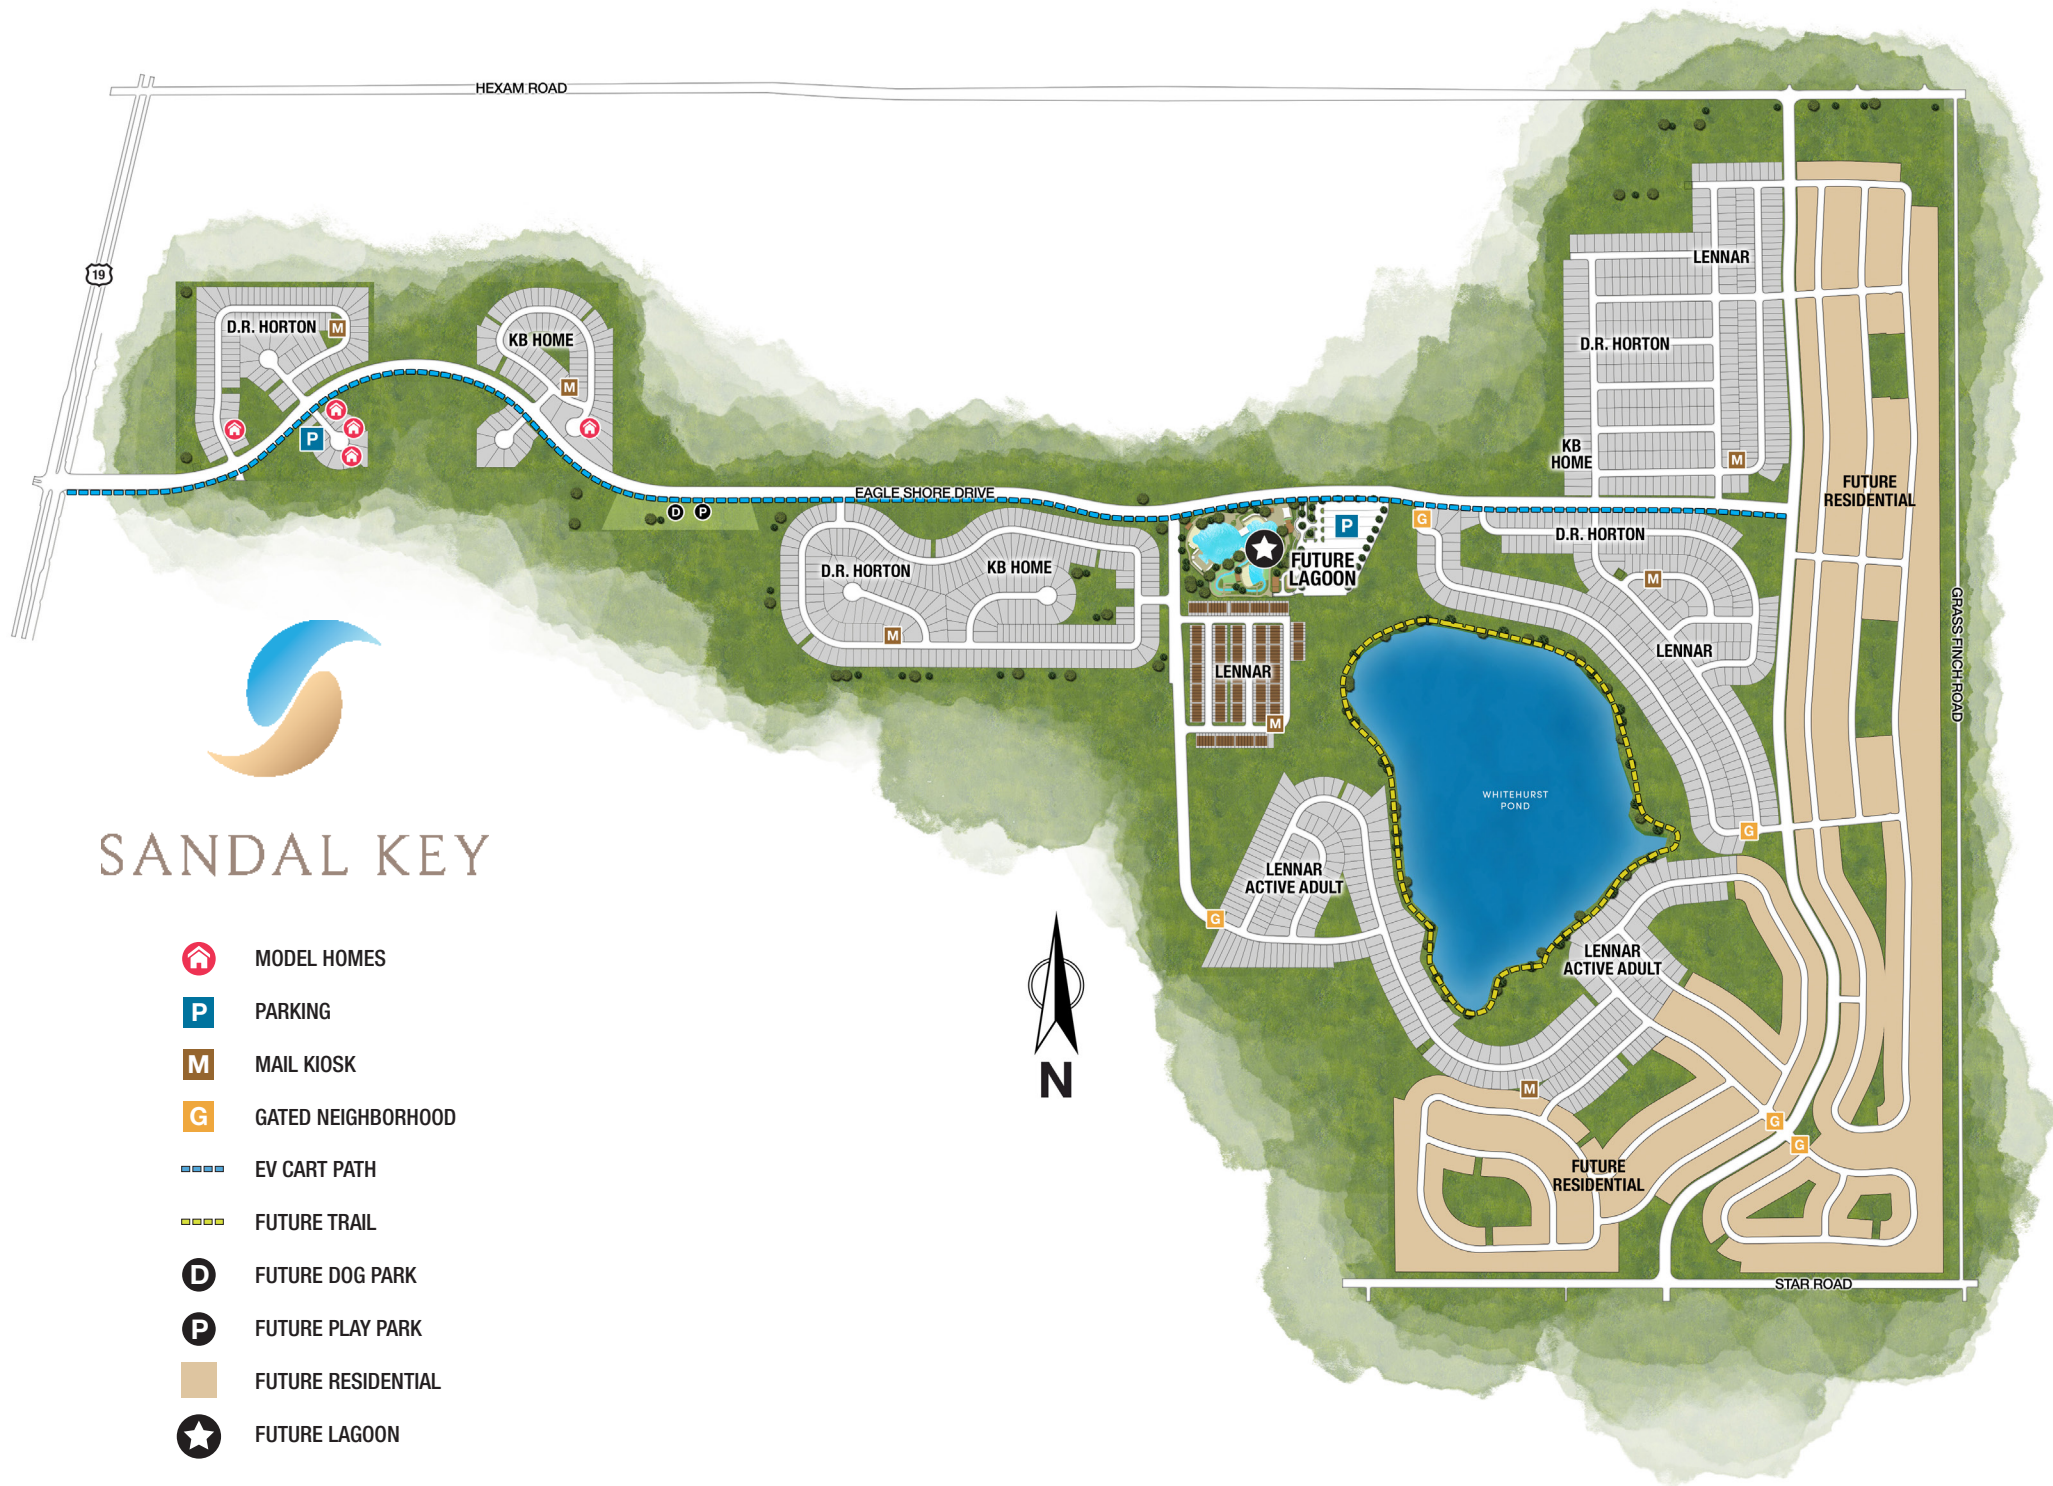 HEXAM ROAD
19
LENNAR
D.R. HORTON
M
KB HOME
M
D.R. HORTON
KB
HOME
M
P
FUTURE
RESIDENTIAL
EAGLE SHORE DRIVE
D
P
P
G
D.R. HORTON
FUTURE
LAGOON
D.R. HORTON
KB HOME
M
M
GRASS FINCH ROAD
LENNAR
LENNAR
M
WHITEHURST
POND
G
SANDAL KEY
LENNAR
ACTIVE ADULT
G
LENNAR
ACTIVE ADULT
N
M
G
G
FUTURE
RESIDENTIAL
STAR ROAD
MODEL HOMES
P PARKING
M MAIL KIOSK
G GATED NEIGHBORHOOD
EV CART PATH
FUTURE TRAIL
D FUTURE DOG PARK
P FUTURE PLAY PARK
FUTURE RESIDENTIAL
FUTURE LAGOON